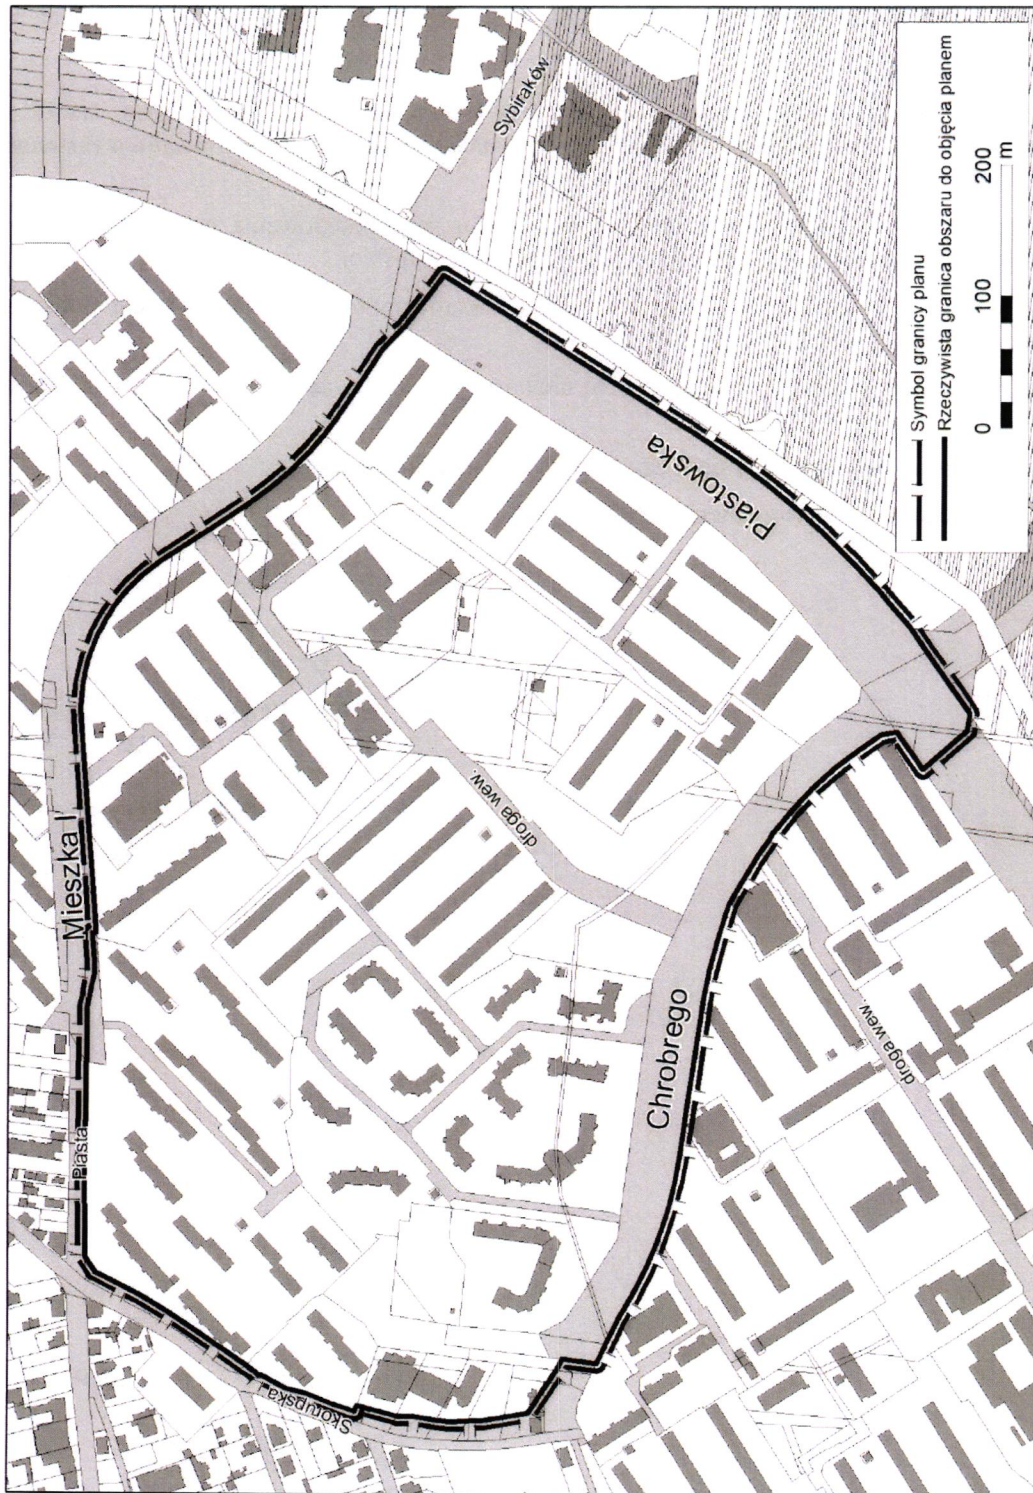 Sybiraków
Mieszka I
Piasta
Skorupska
Piastowska
droga wew.
Chrobrego
droga wew.
Symbol granicy planu
Rzeczywista granica obszaru do objęcia planem
0 100 200
m